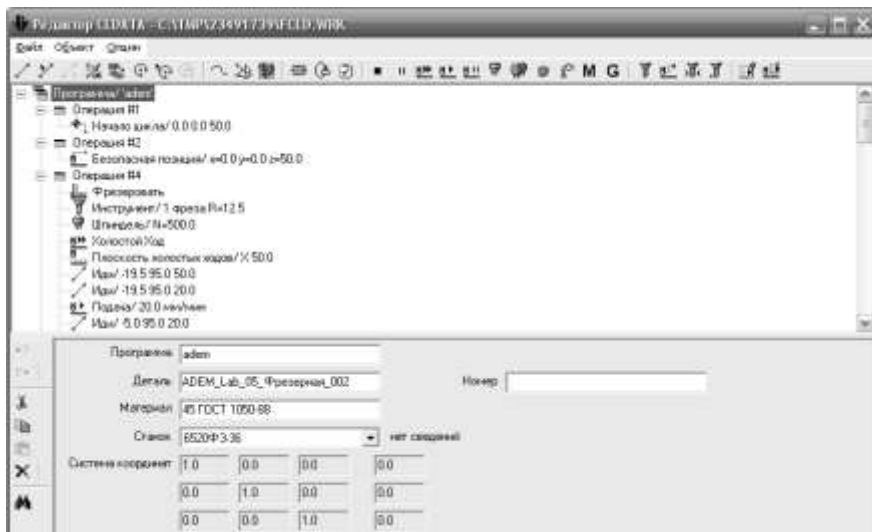 Редактор CLDATA - C:\TMP\23491739\FCLD.WRK
Файл Объект Опции
M G
Программа/ 'adem'
Операция #1
Начало цикла/ 0.0 0.0 50.0
Операция #2
Безопасная позиция/ x=0.0 y=0.0 z=50.0
Операция #4
Фрезеровать
Инструмент/ 1 фреза R=12.5
Шпиндель/ N=500.0
Холостой Ход
Плоскость холостых ходов/ X 50.0
Иди/ -19.5 95.0 50.0
Иди/ -19.5 95.0 20.0
Подача/ 20.0 мм/мин
Иди/ -5.0 95.0 20.0
Программа adem
Деталь ADEM_Lab_05_Фрезерная_002 Номер
Материал 45 ГОСТ 1050-88
Станок 6520Ф3-36 нет сведений
Система координат 1.0 0.0 0.0 0.0
0.0 1.0 0.0 0.0
0.0 0.0 1.0 0.0